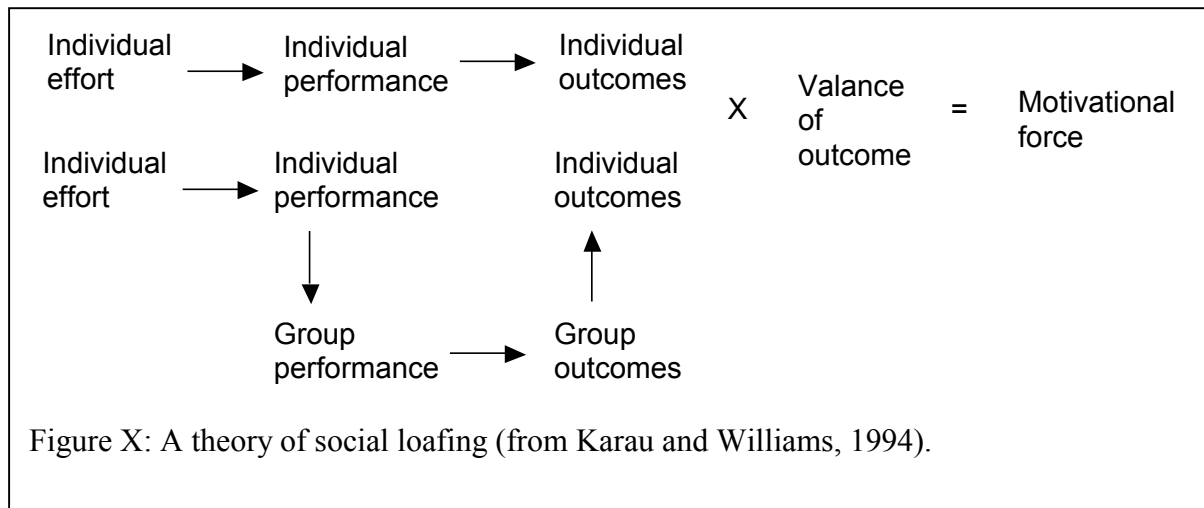 Individual
effort
Individual
performance
Individual
outcomes
X
Valance
of
outcome
=
Motivational
force
Individual
effort
Individual
performance
Individual
outcomes
Group
performance
Group
outcomes
Figure X: A theory of social loafing (from Karau and Williams, 1994).